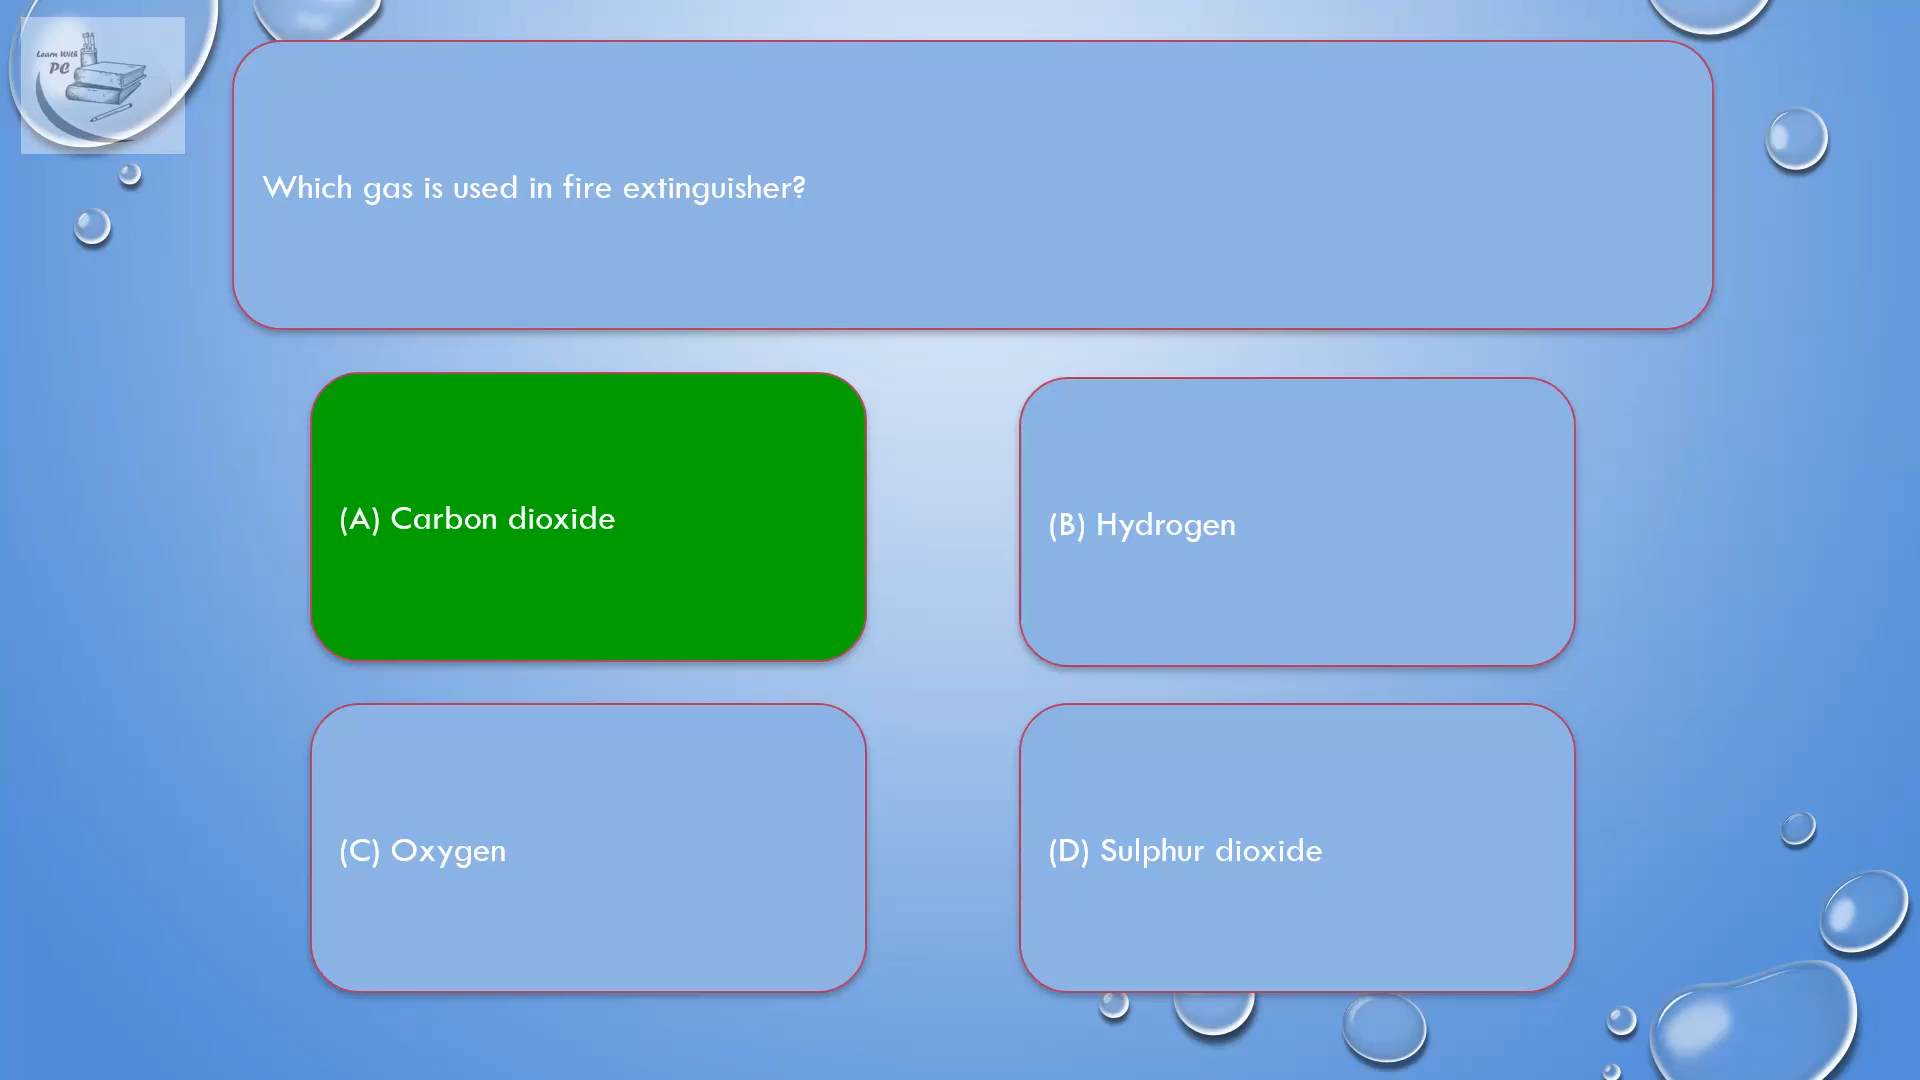 Learn With
PC
Which gas is used in fire extinguisher?
(A) Carbon dioxide
(B) Hydrogen
(C) Oxygen
(D) Sulphur dioxide